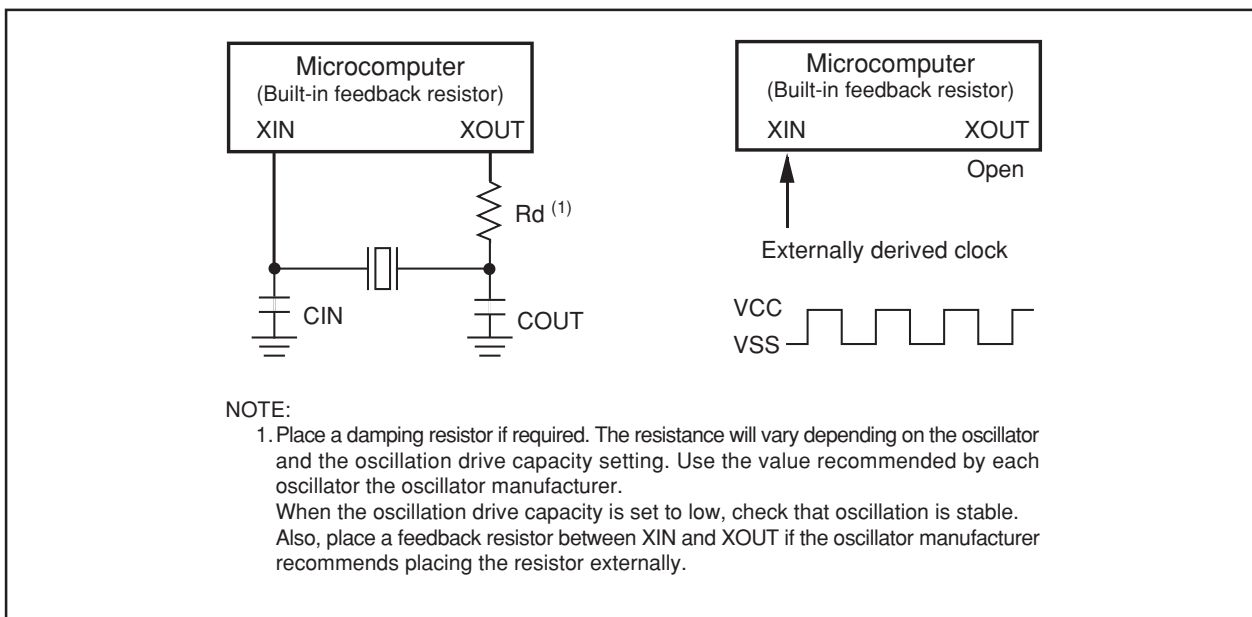 Microcomputer
(Built-in feedback resistor)
XIN XOUT
Rd (1)
CIN
COUT
Microcomputer
(Built-in feedback resistor)
XIN XOUT
Open
Externally derived clock
VCC
VSS
NOTE:
1. Place a damping resistor if required. The resistance will vary depending on the oscillator
and the oscillation drive capacity setting. Use the value recommended by each
oscillator the oscillator manufacturer.
When the oscillation drive capacity is set to low, check that oscillation is stable.
Also, place a feedback resistor between XIN and XOUT if the oscillator manufacturer
recommends placing the resistor externally.